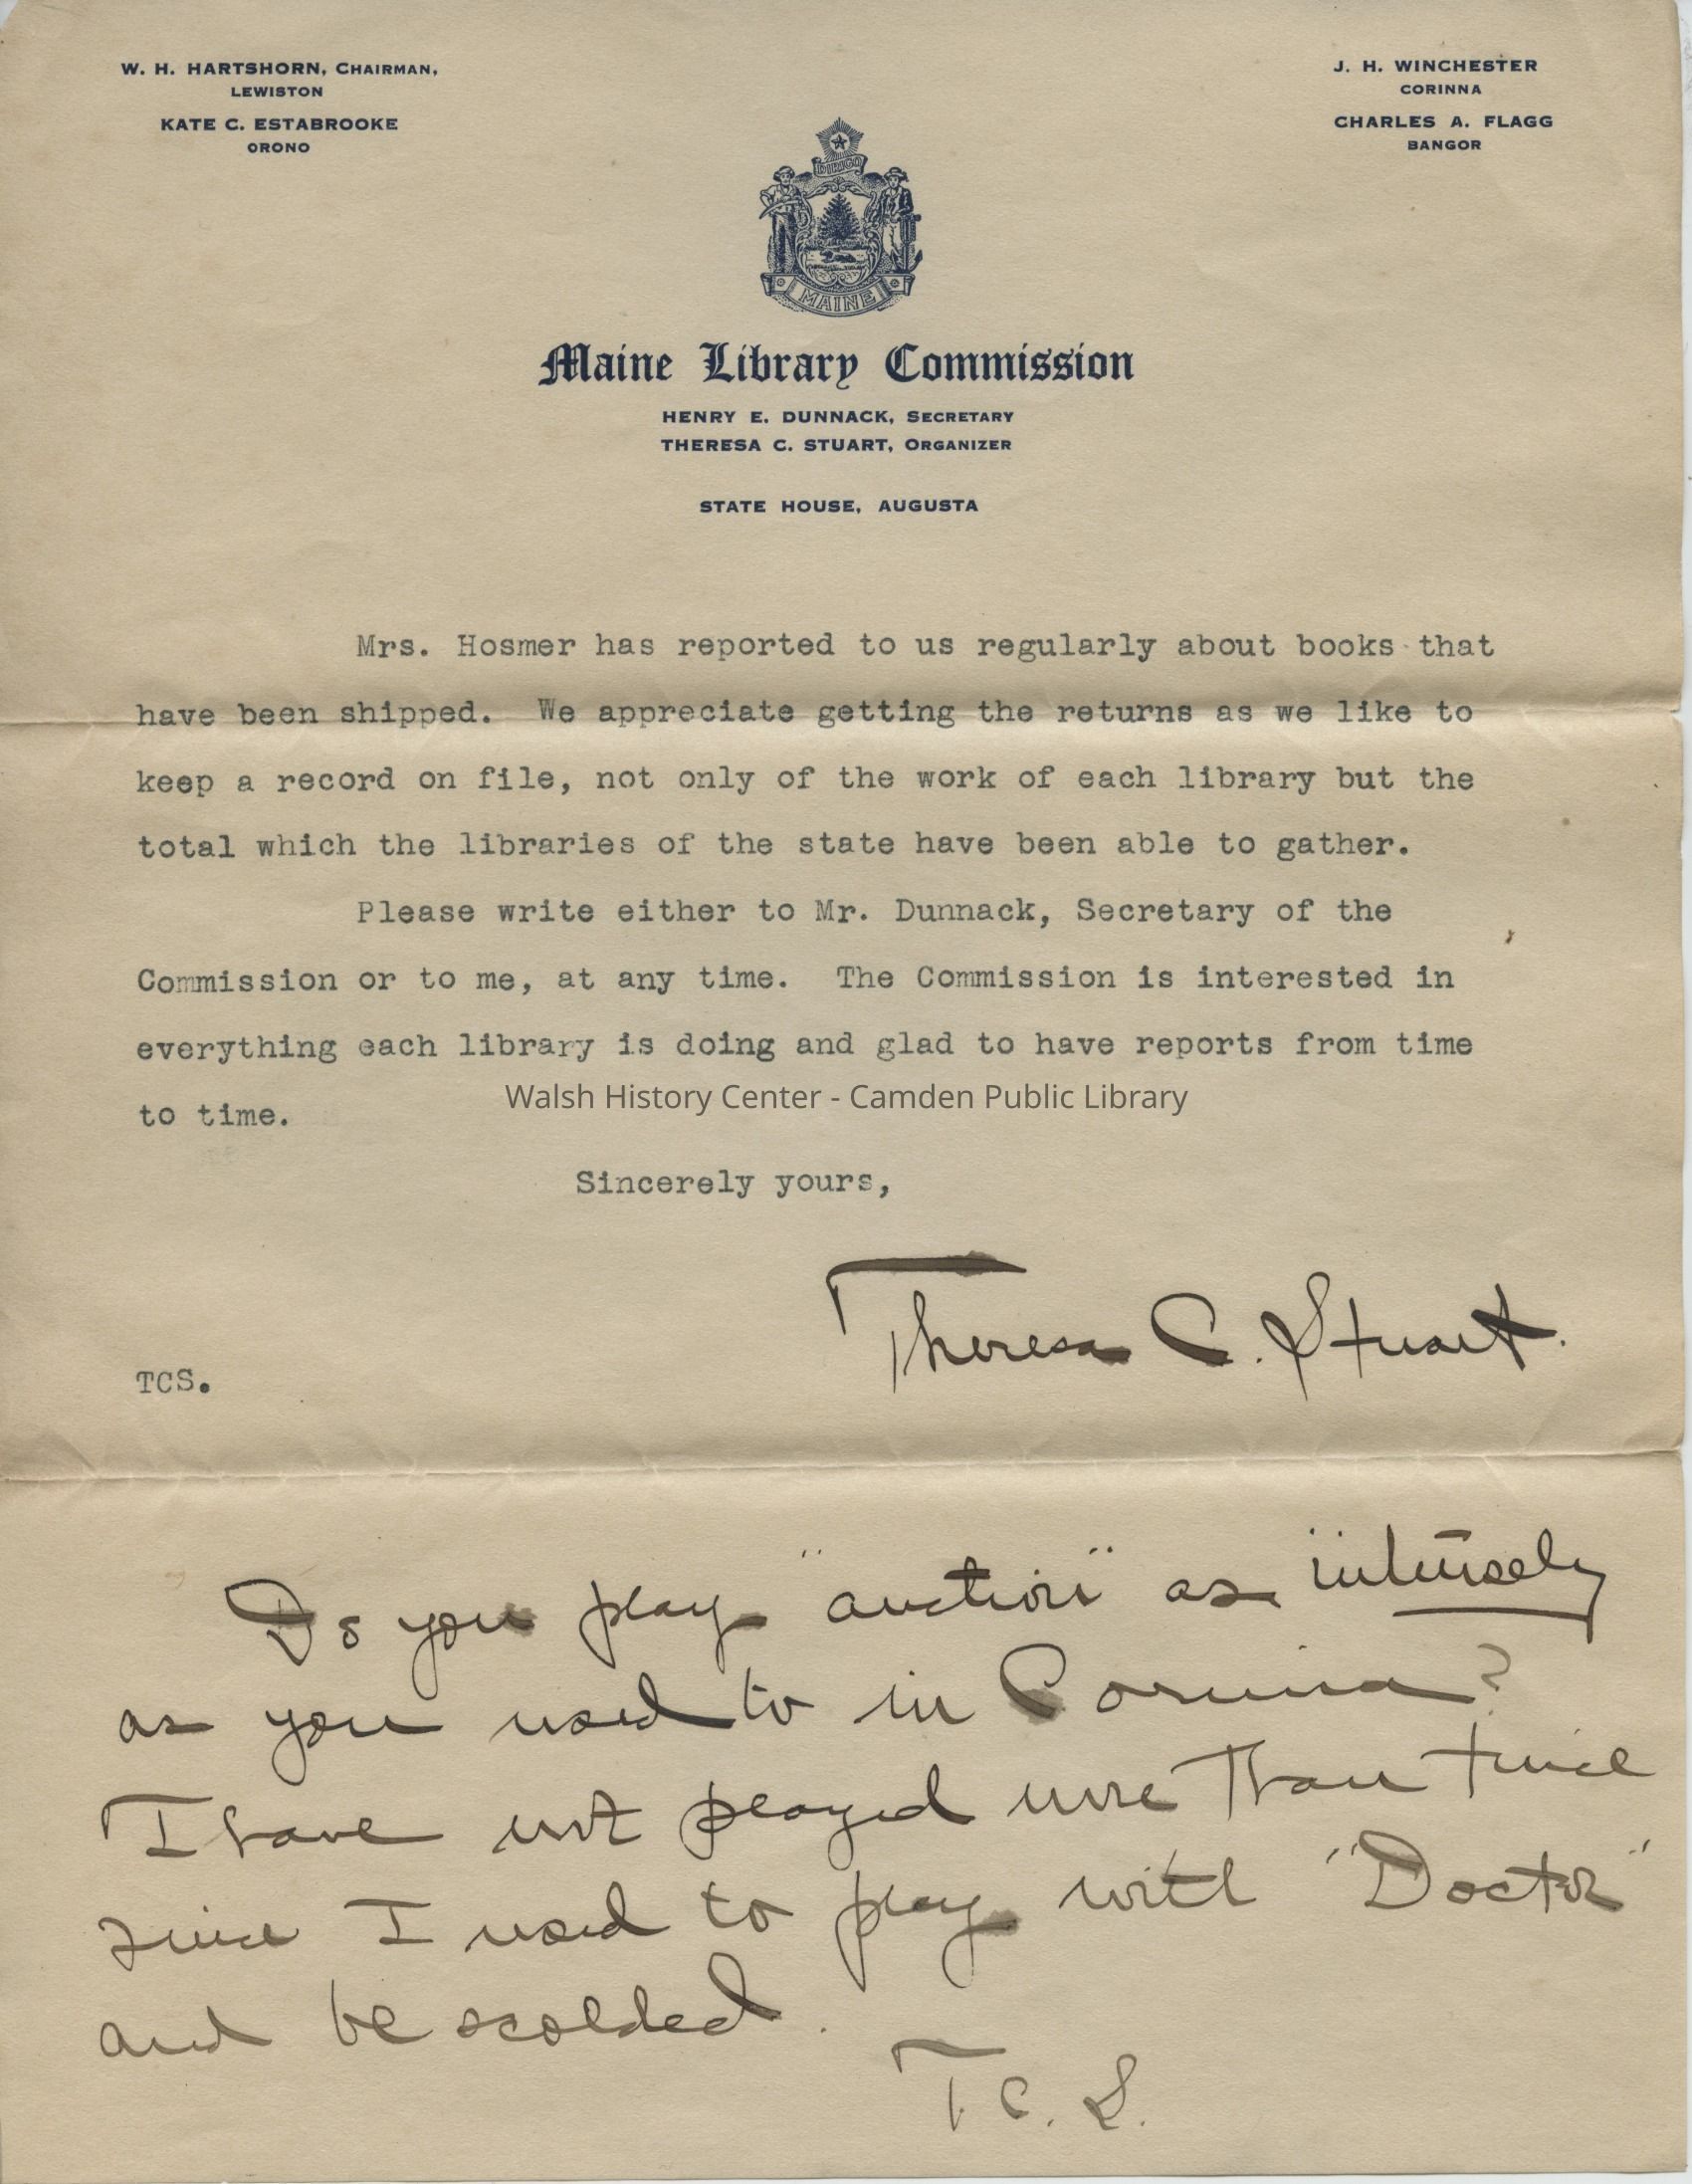 W. H. HARTSHORN, CHAIRMAN,
LEWISTON
KATE C. ESTABROOKE
ORONO
J. H. WINCHESTER
CORINNA
CHARLES A. FLAGG
BANGOR
DIRIGO
MAINE
Maine Library Commission
HENRY E. DUNNACK, SECRETARY
THERESA C. STUART, ORGANIZER
STATE HOUSE, AUGUSTA
Mrs. Hosmer has reported to us regularly about books that
have been shipped. We appreciate getting the returns as we like to
keep a record on file, not only of the work of each library but the
total which the libraries of the state have been able to gather.
Please write either to Mr. Dunnack, Secretary of the
Commission or to me, at any time. The Commission is interested in
everything each library is doing and glad to have reports from time
Walsh History Center - Camden Public Library
to time.
Sincerely yours,
Theresa C. Stuart.
TCS.
Do you play "auction" as intensely
as you used to in Corinna?
I have not played more than twice
since I used to play with "Doctor"
and be scolded.
T. C. S.